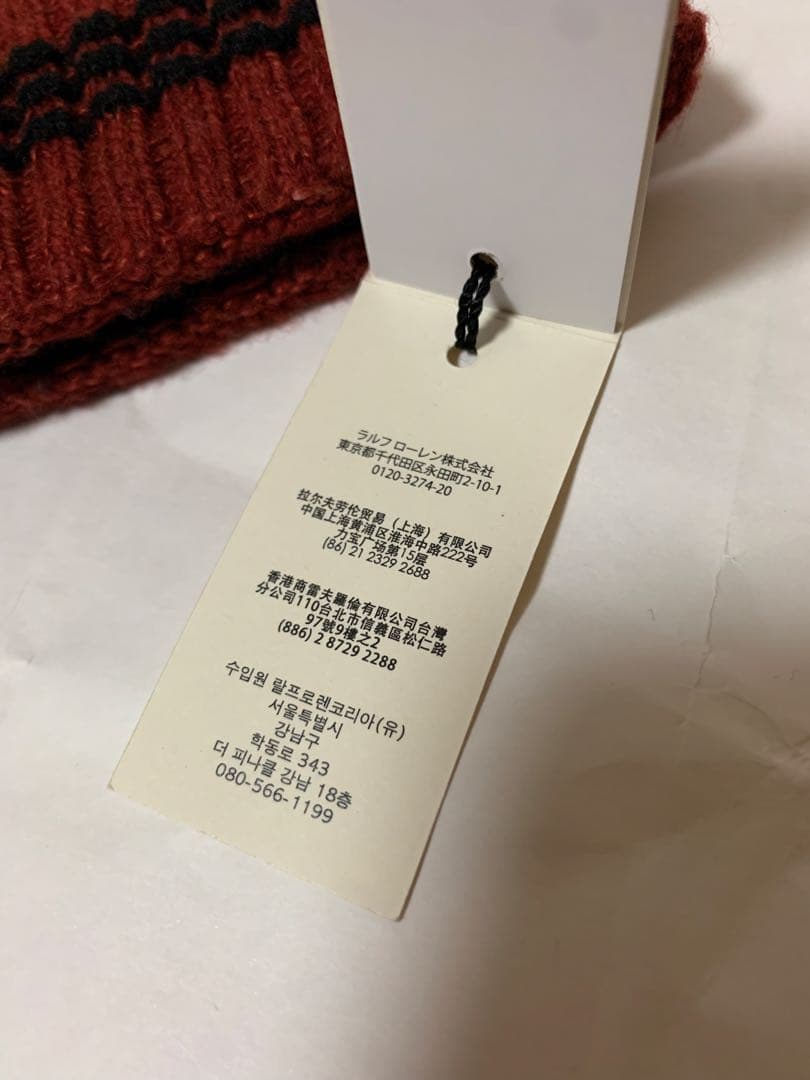 ラルフ ローレン株式会社
東京都千代田区永田町2-10-1
0120-3274-20
拉尔夫劳伦贸易（上海）有限公司
中国上海黄浦区淮海中路222号
力宝广场第15层
(86) 21 2329 2688
香港商雷夫羅倫有限公司台灣
分公司110台北市信義區松仁路
97號9樓之2
(886) 2 8729 2288
수입원 랄프로렌코리아(유)
서울특별시
강남구
학동로 343
더 피나클 강남 18층
080-566-1199